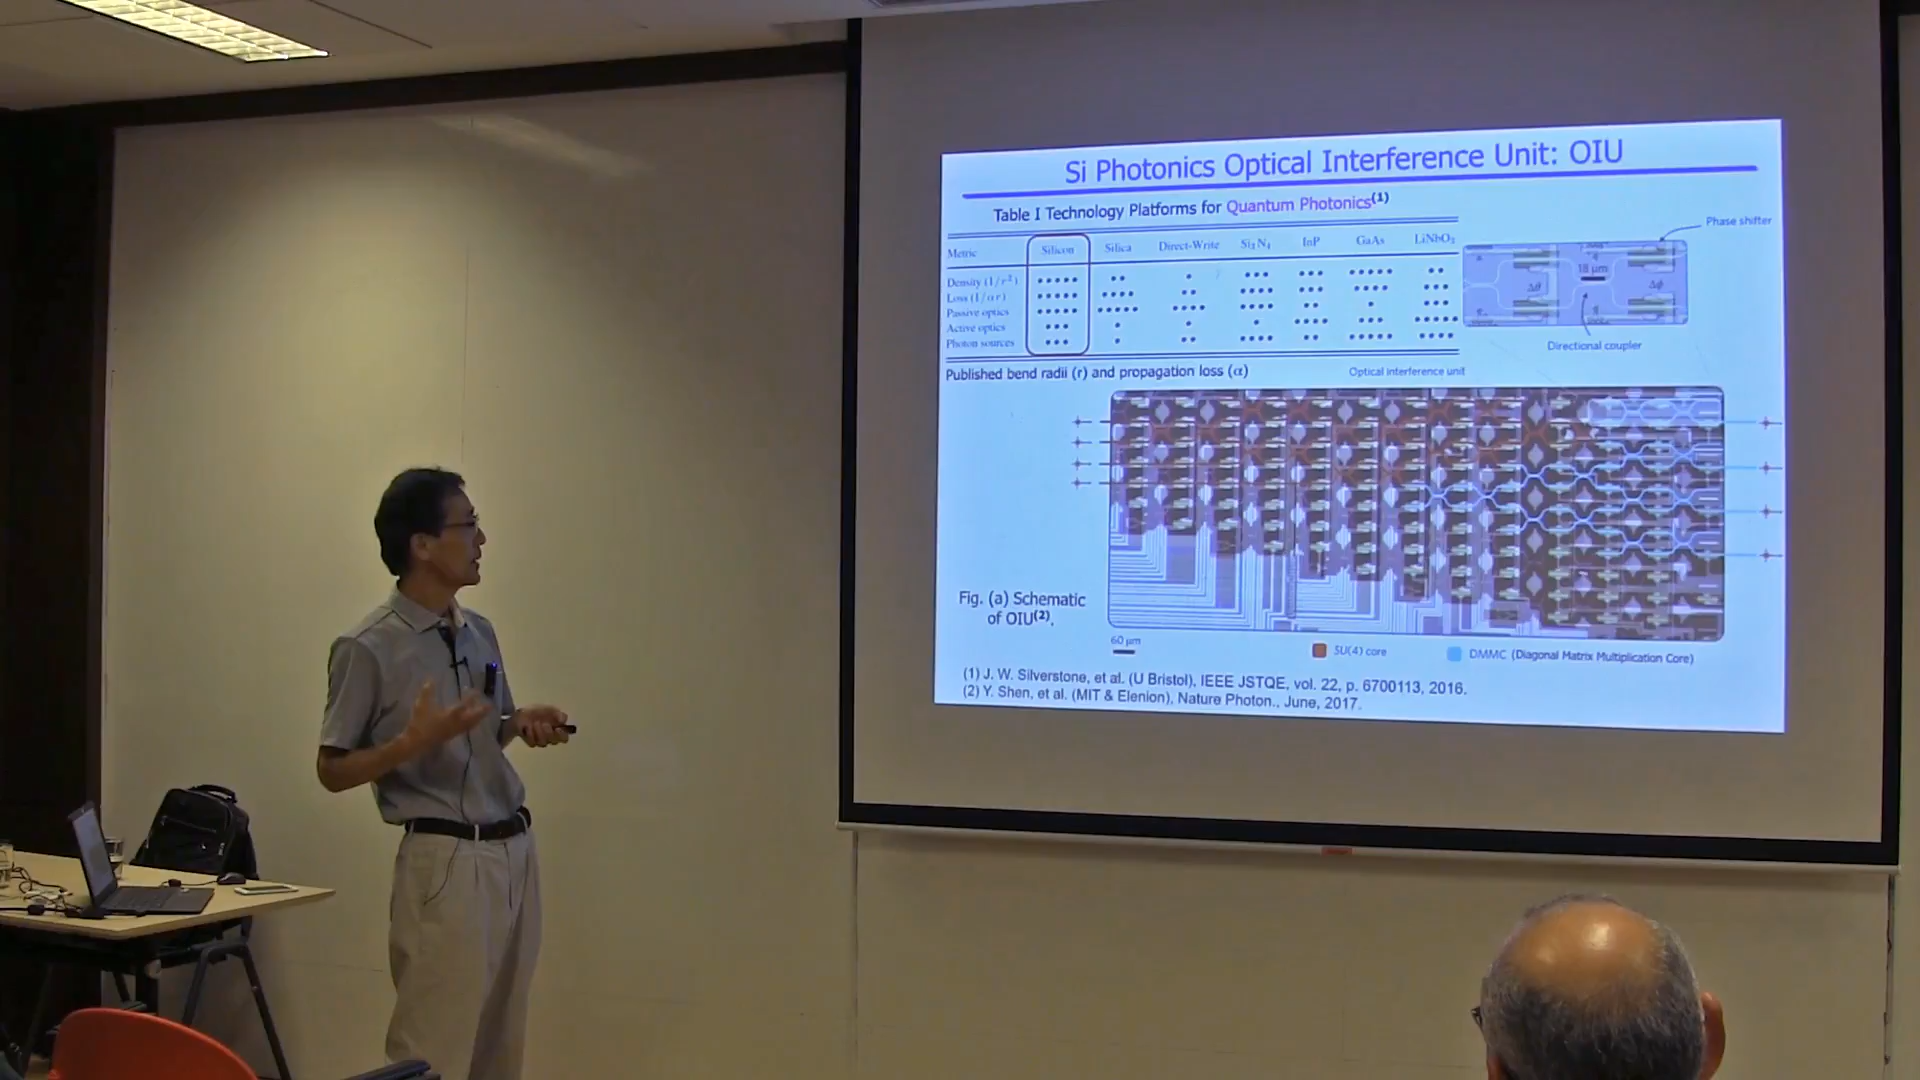 Si Photonics Optical Interference Unit: OIU
Table I Technology Platforms for Quantum Photonics(1)
Metric Silicon Silica Direct-Write Si3N4 InP GaAs LiNbO3
Density (1/r²)
Loss (1/αr)
Passive optics
Active optics
Photon sources
Published bend radii (r) and propagation loss (α)
Phase shifter
18 μm
Δθ
Δϕ
Directional coupler
Optical interference unit
Fig. (a) Schematic
of OIU(2).
60 μm
SU(4) core
DMMC (Diagonal Matrix Multiplication Core)
(1) J. W. Silverstone, et al. (U Bristol), IEEE JSTQE, vol. 22, p. 6700113, 2016.
(2) Y. Shen, et al. (MIT & Elenion), Nature Photon., June, 2017.